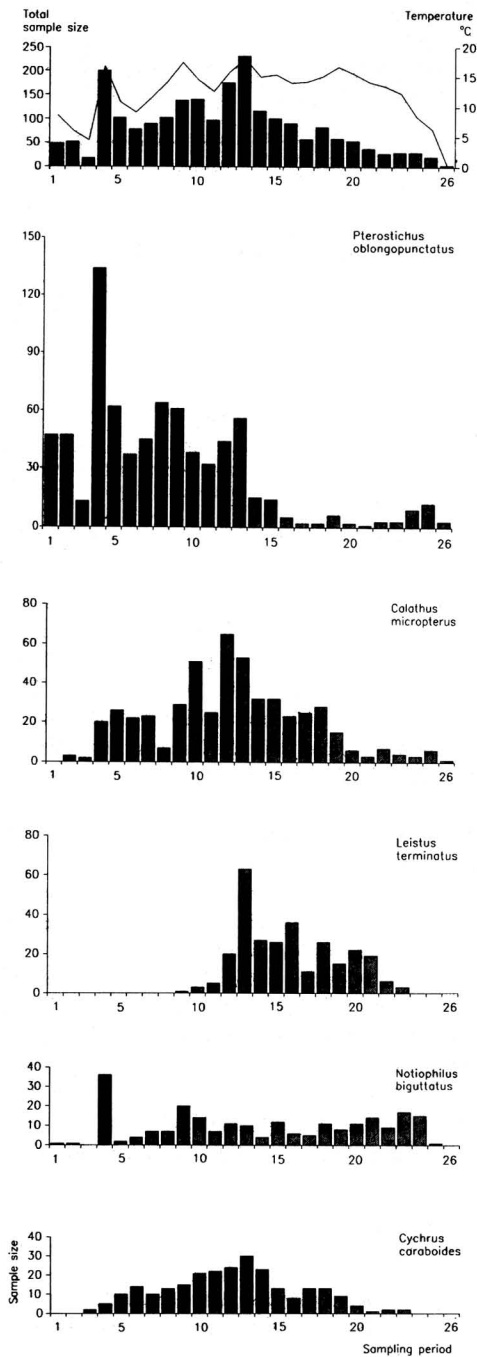 Total
sample size
Temperature
°C
250
200
150
100
50
0
20
15
10
5
0
1 5 10 15 20 26
Pterostichus
oblongopunctatus
150
120
90
60
30
0
1 5 10 15 20 26
Calathus
micropterus
80
60
40
20
0
1 5 10 15 20 26
Leistus
terminatus
80
60
40
20
0
1 5 10 15 20 26
Notiophilus
biguttatus
40
30
20
10
0
1 5 10 15 20 26
Cychrus
caraboides
Sample size
40
30
20
10
0
1 5 10 15 20 26
Sampling period